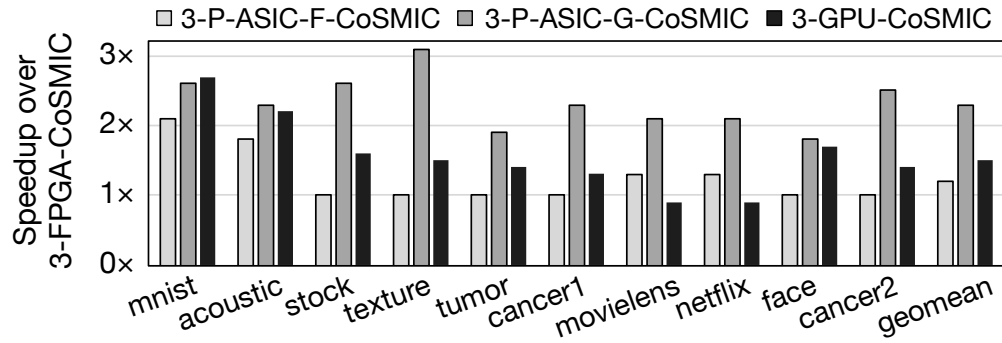 3-P-ASIC-F-CoSMIC 3-P-ASIC-G-CoSMIC 3-GPU-CoSMIC
Speedup over
3-FPGA-CoSMIC
3×
2×
1×
0×
mnist
acoustic
stock
texture
tumor
cancer1
movielens
netflix
face
cancer2
geomean